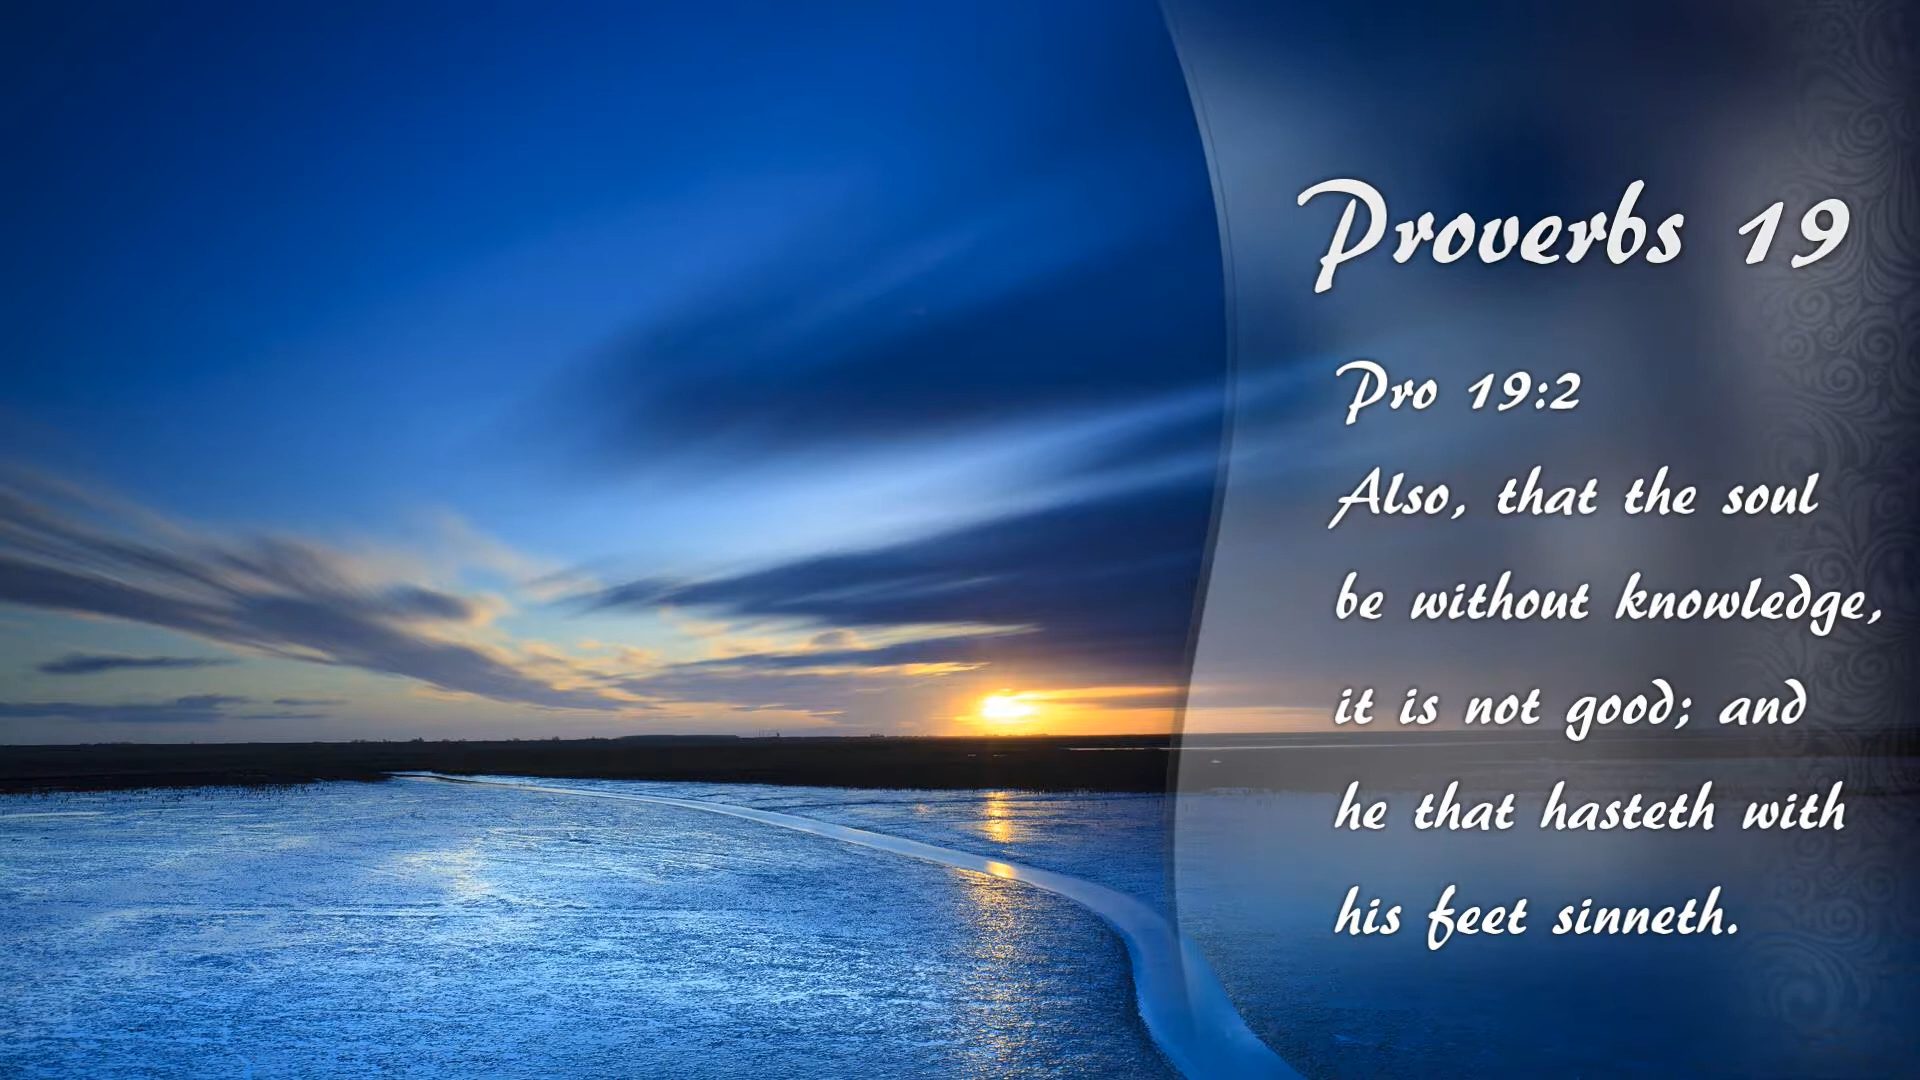 Proverbs 19
Pro 19:2
Also, that the soul
be without knowledge,
it is not good; and
he that hasteth with
his feet sinneth.